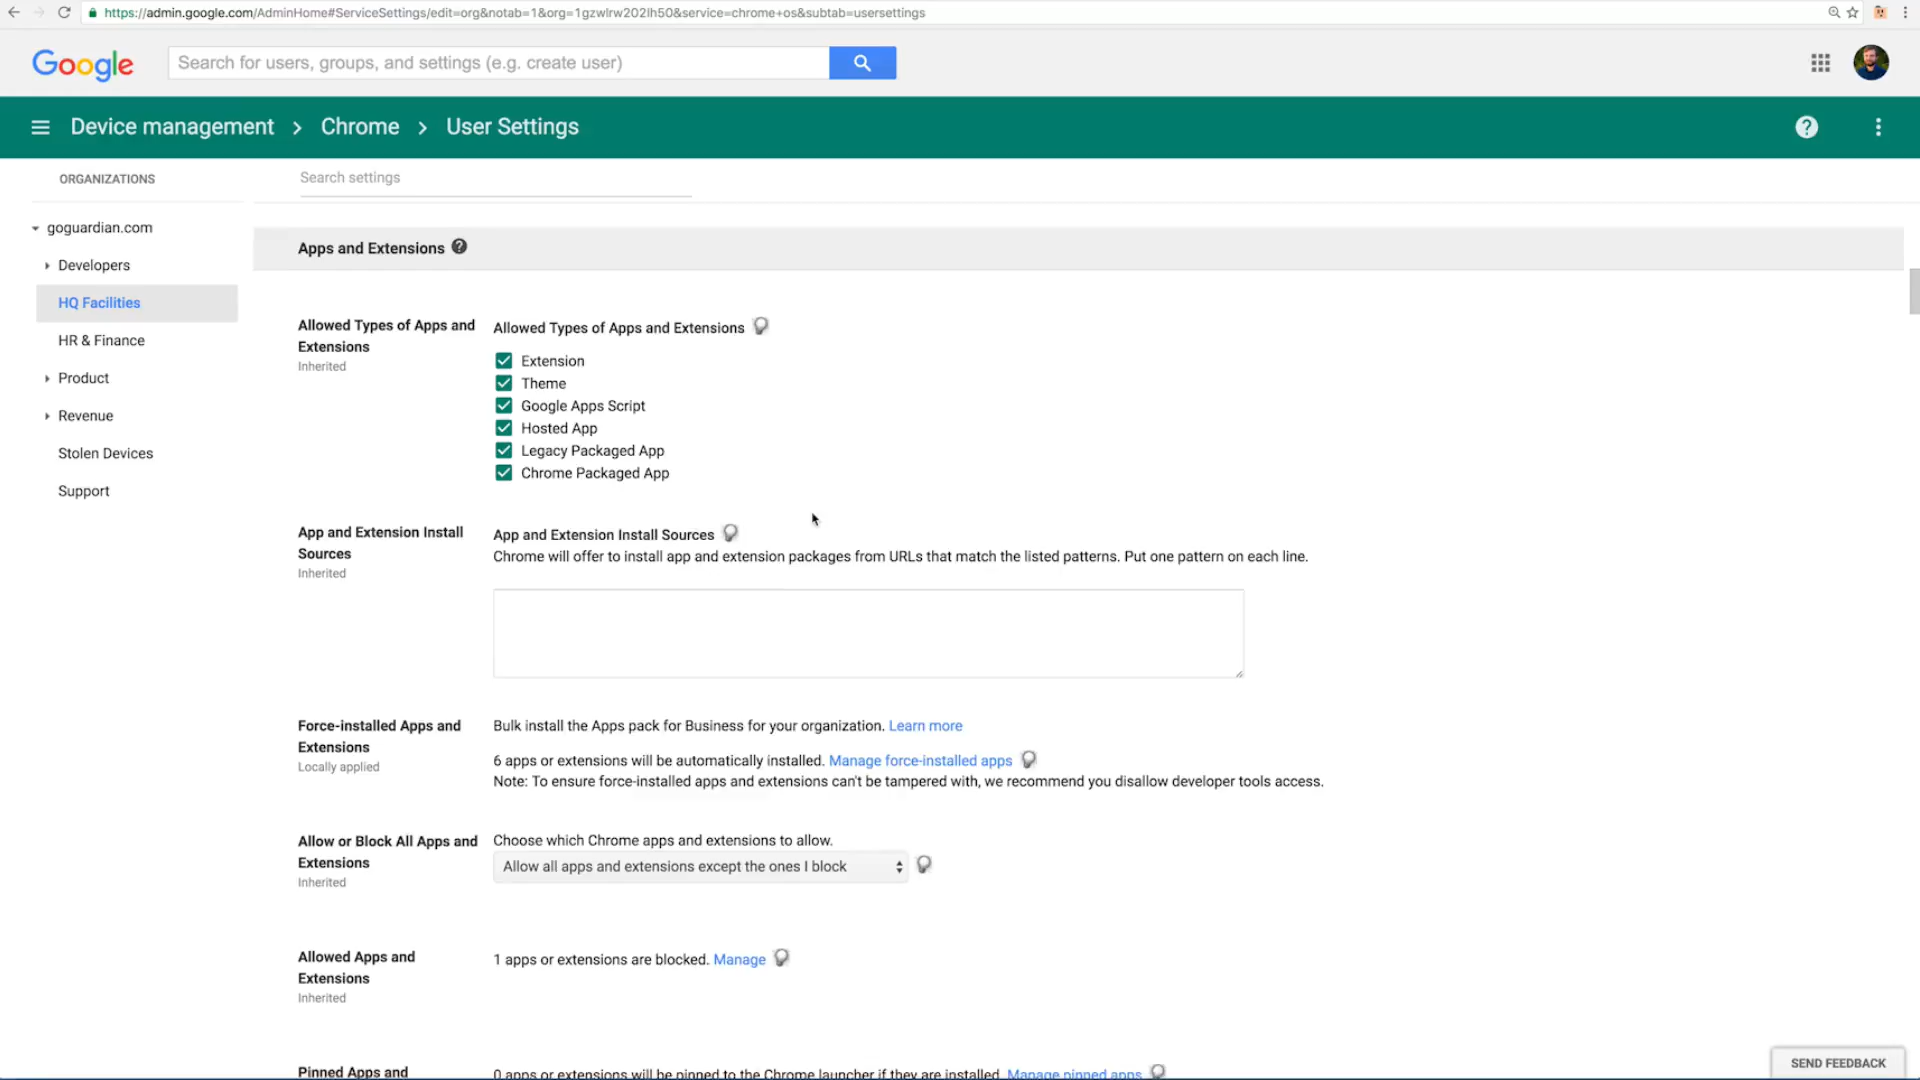 https://admin.google.com/AdminHome#ServiceSettings/edit=org&notab=1&org=1gzwlrw202lh50&service=chrome+os&subtab=usersettings
Google
Search for users, groups, and settings (e.g. create user)
Device management > Chrome > User Settings
ORGANIZATIONS
Search settings
goguardian.com
Developers
HQ Facilities
HR & Finance
Product
Revenue
Stolen Devices
Support
Apps and Extensions
Allowed Types of Apps and
Extensions
Inherited
Allowed Types of Apps and Extensions
Extension
Theme
Google Apps Script
Hosted App
Legacy Packaged App
Chrome Packaged App
App and Extension Install
Sources
Inherited
App and Extension Install Sources
Chrome will offer to install app and extension packages from URLs that match the listed patterns. Put one pattern on each line.
Force-installed Apps and
Extensions
Locally applied
Bulk install the Apps pack for Business for your organization. Learn more
6 apps or extensions will be automatically installed. Manage force-installed apps
Note: To ensure force-installed apps and extensions can't be tampered with, we recommend you disallow developer tools access.
Allow or Block All Apps and
Extensions
Inherited
Choose which Chrome apps and extensions to allow.
Allow all apps and extensions except the ones I block
Allowed Apps and
Extensions
Inherited
1 apps or extensions are blocked. Manage
Pinned Apps and
0 apps or extensions will be pinned to the Chrome launcher if they are installed. Manage pinned apps
SEND FEEDBACK